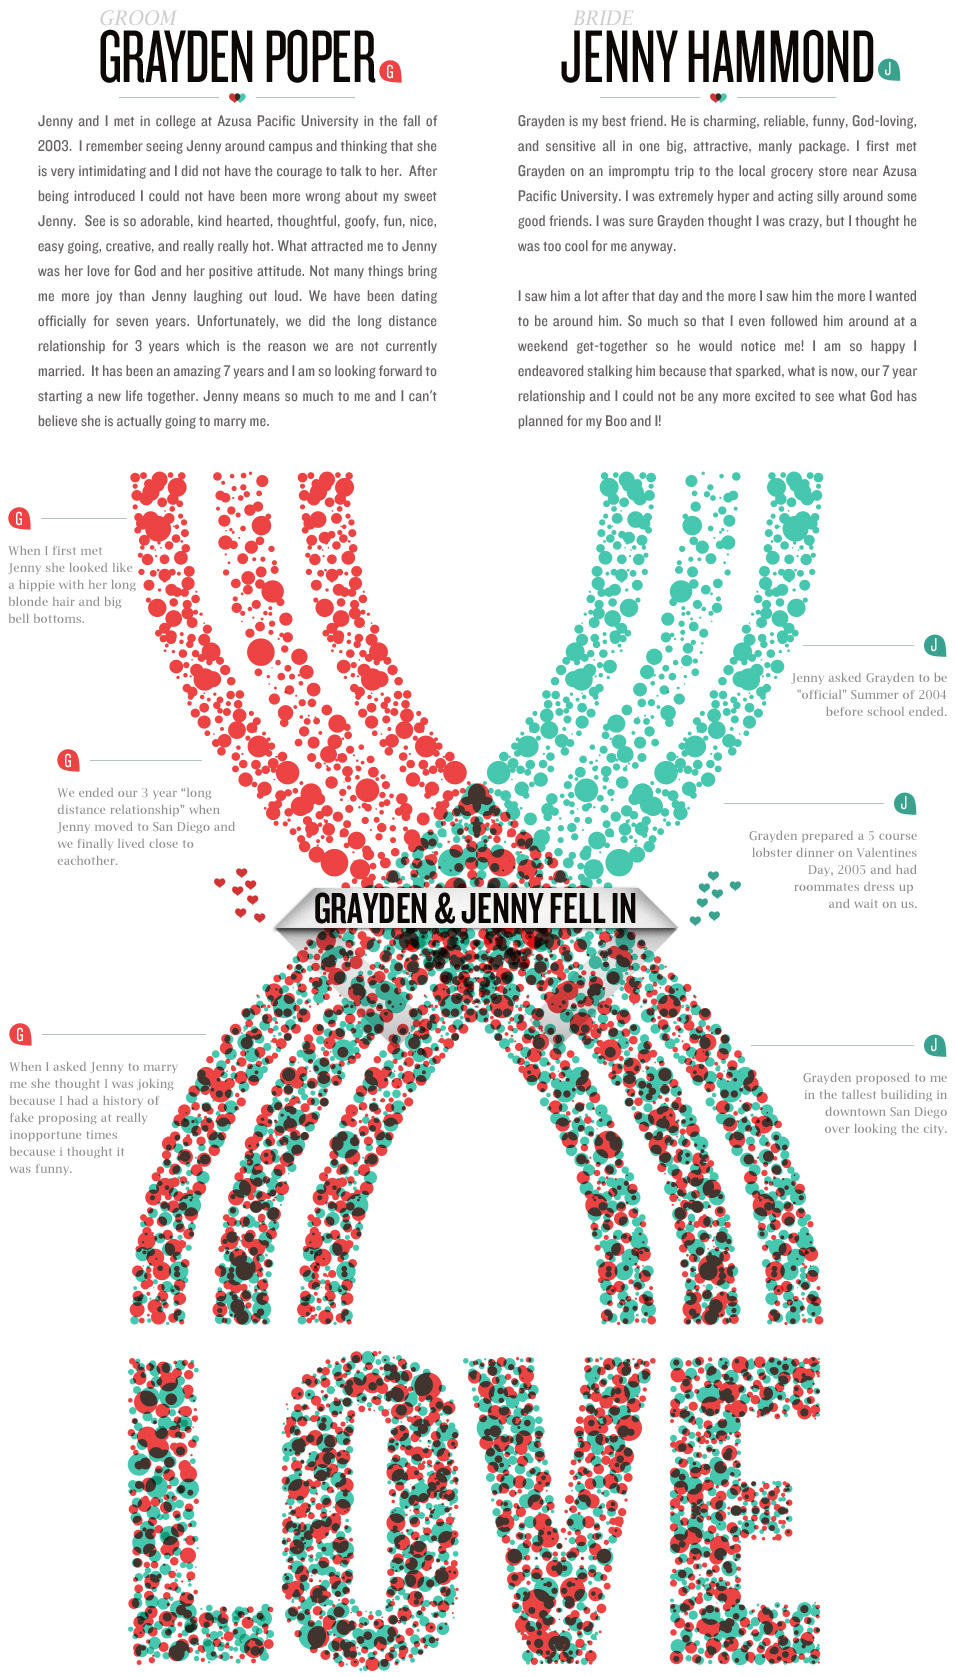 GROOM
GRAYDEN POPER G
Jenny and I met in college at Azusa Pacific University in the fall of
2003. I remember seeing Jenny around campus and thinking that she
is very intimidating and I did not have the courage to talk to her. After
being introduced I could not have been more wrong about my sweet
Jenny. See is so adorable, kind hearted, thoughtful, goofy, fun, nice,
easy going, creative, and really really hot. What attracted me to Jenny
was her love for God and her positive attitude. Not many things bring
me more joy than Jenny laughing out loud. We have been dating
officially for seven years. Unfortunately, we did the long distance
relationship for 3 years which is the reason we are not currently
married. It has been an amazing 7 years and I am so looking forward to
starting a new life together. Jenny means so much to me and I can't
believe she is actually going to marry me.
BRIDE
JENNY HAMMOND J
Grayden is my best friend. He is charming, reliable, funny, God-loving,
and sensitive all in one big, attractive, manly package. I first met
Grayden on an impromptu trip to the local grocery store near Azusa
Pacific University. I was extremely hyper and acting silly around some
good friends. I was sure Grayden thought I was crazy, but I thought he
was too cool for me anyway.
I saw him a lot after that day and the more I saw him the more I wanted
to be around him. So much so that I even followed him around at a
weekend get-together so he would notice me! I am so happy I
endeavored stalking him because that sparked, what is now, our 7 year
relationship and I could not be any more excited to see what God has
planned for my Boo and I!
G
When I first met
Jenny she looked like
a hippie with her long
blonde hair and big
bell bottoms.
J
Jenny asked Grayden to be
"official" Summer of 2004
before school ended.
G
We ended our 3 year "long
distance relationship" when
Jenny moved to San Diego and
we finally lived close to
eachother.
J
Grayden prepared a 5 course
lobster dinner on Valentines
Day, 2005 and had
roommates dress up
and wait on us.
GRAYDEN & JENNY FELL IN
G
When I asked Jenny to marry
me she thought I was joking
because I had a history of
fake proposing at really
inopportune times
because i thought it
was funny.
J
Grayden proposed to me
in the tallest builiding in
downtown San Diego
over looking the city.
LOVE